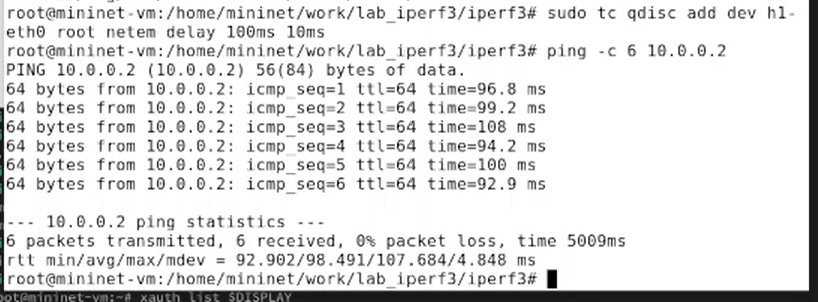 root@mininet-vm:/home/mininet/work/lab_iperf3/iperf3# sudo tc qdisc add dev h1-
eth0 root netem delay 100ms 10ms
root@mininet-vm:/home/mininet/work/lab_iperf3/iperf3# ping -c 6 10.0.0.2
PING 10.0.0.2 (10.0.0.2) 56(84) bytes of data.
64 bytes from 10.0.0.2: icmp_seq=1 ttl=64 time=96.8 ms
64 bytes from 10.0.0.2: icmp_seq=2 ttl=64 time=99.2 ms
64 bytes from 10.0.0.2: icmp_seq=3 ttl=64 time=108 ms
64 bytes from 10.0.0.2: icmp_seq=4 ttl=64 time=94.2 ms
64 bytes from 10.0.0.2: icmp_seq=5 ttl=64 time=100 ms
64 bytes from 10.0.0.2: icmp_seq=6 ttl=64 time=92.9 ms
--- 10.0.0.2 ping statistics ---
6 packets transmitted, 6 received, 0% packet loss, time 5009ms
rtt min/avg/max/mdev = 92.902/98.491/107.684/4.848 ms
root@mininet-vm:/home/mininet/work/lab_iperf3/iperf3#
oot@mininet-vm:~# xauth list $DISPLAY